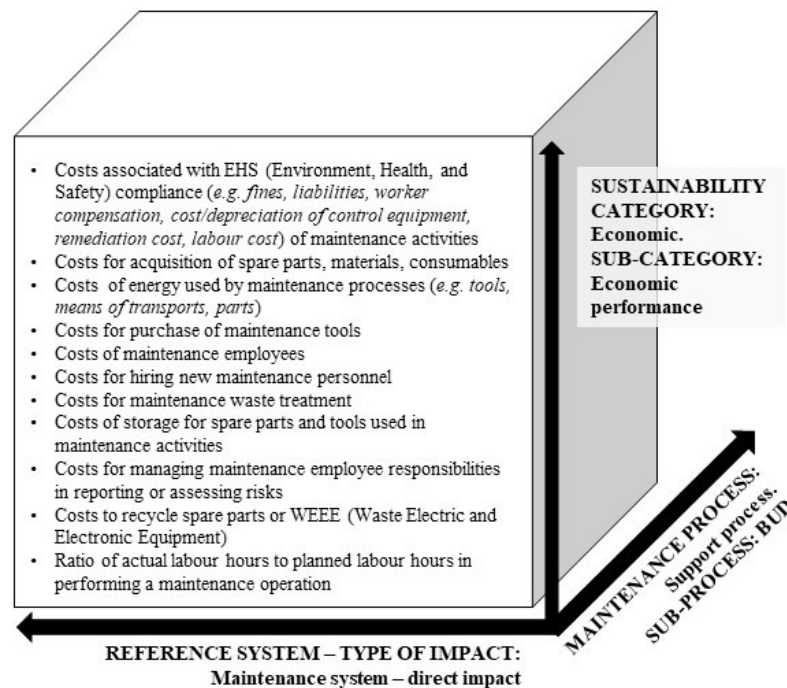 • Costs associated with EHS (Environment, Health, and
Safety) compliance (e.g. fines, liabilities, worker
compensation, cost/depreciation of control equipment,
remediation cost, labour cost) of maintenance activities
• Costs for acquisition of spare parts, materials, consumables
• Costs of energy used by maintenance processes (e.g. tools,
means of transports, parts)
• Costs for purchase of maintenance tools
• Costs of maintenance employees
• Costs for hiring new maintenance personnel
• Costs for maintenance waste treatment
• Costs of storage for spare parts and tools used in
maintenance activities
• Costs for managing maintenance employee responsibilities
in reporting or assessing risks
• Costs to recycle spare parts or WEEE (Waste Electric and
Electronic Equipment)
• Ratio of actual labour hours to planned labour hours in
performing a maintenance operation
SUSTAINABILITY
CATEGORY:
Economic.
SUB-CATEGORY:
Economic
performance
MAINTENANCE PROCESS:
Support process.
SUB-PROCESS: BUD
REFERENCE SYSTEM – TYPE OF IMPACT:
Maintenance system – direct impact